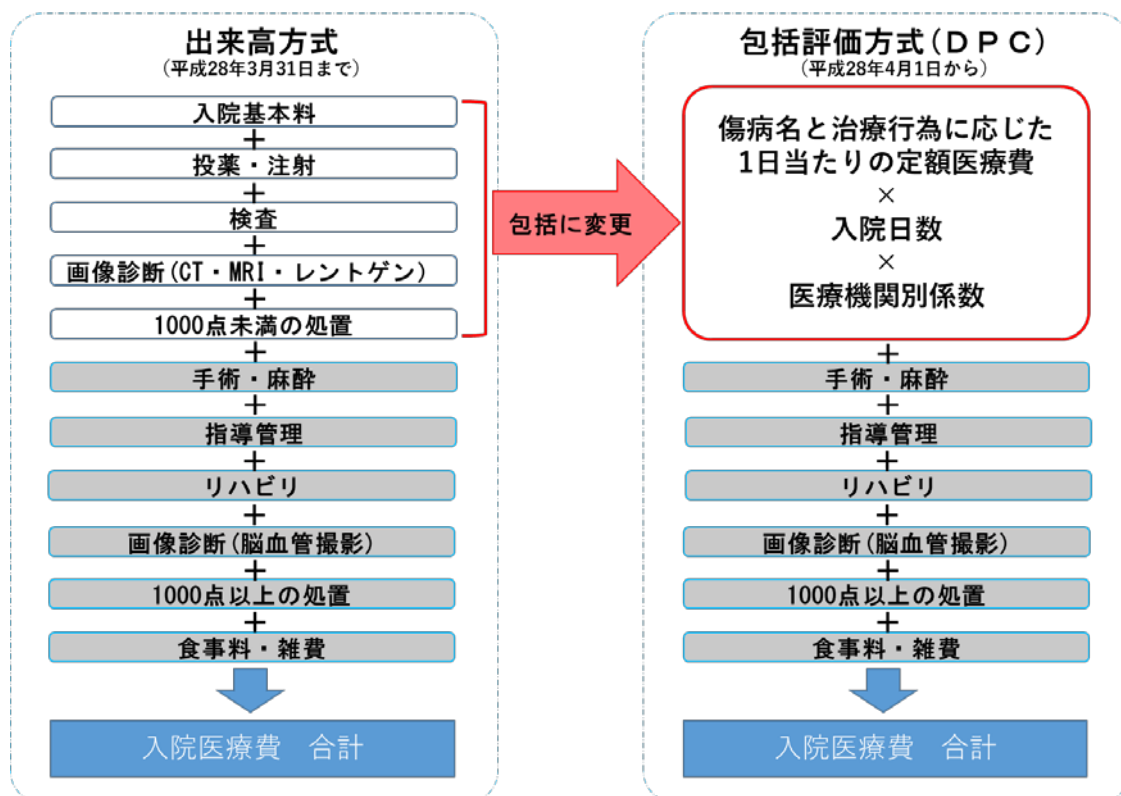 出来高方式
(平成28年3月31日まで)
入院基本料
+
投薬・注射
+
検査
+
画像診断(CT・MRI・レントゲン)
+
1000点未満の処置
+
手術・麻酔
+
指導管理
+
リハビリ
+
画像診断(脳血管撮影)
+
1000点以上の処置
+
食事料・雑費
入院医療費　合計
包括に変更
包括評価方式(DPC)
(平成28年4月1日から)
傷病名と治療行為に応じた
1日当たりの定額医療費
×
入院日数
×
医療機関別係数
+
手術・麻酔
+
指導管理
+
リハビリ
+
画像診断(脳血管撮影)
+
1000点以上の処置
+
食事料・雑費
入院医療費　合計